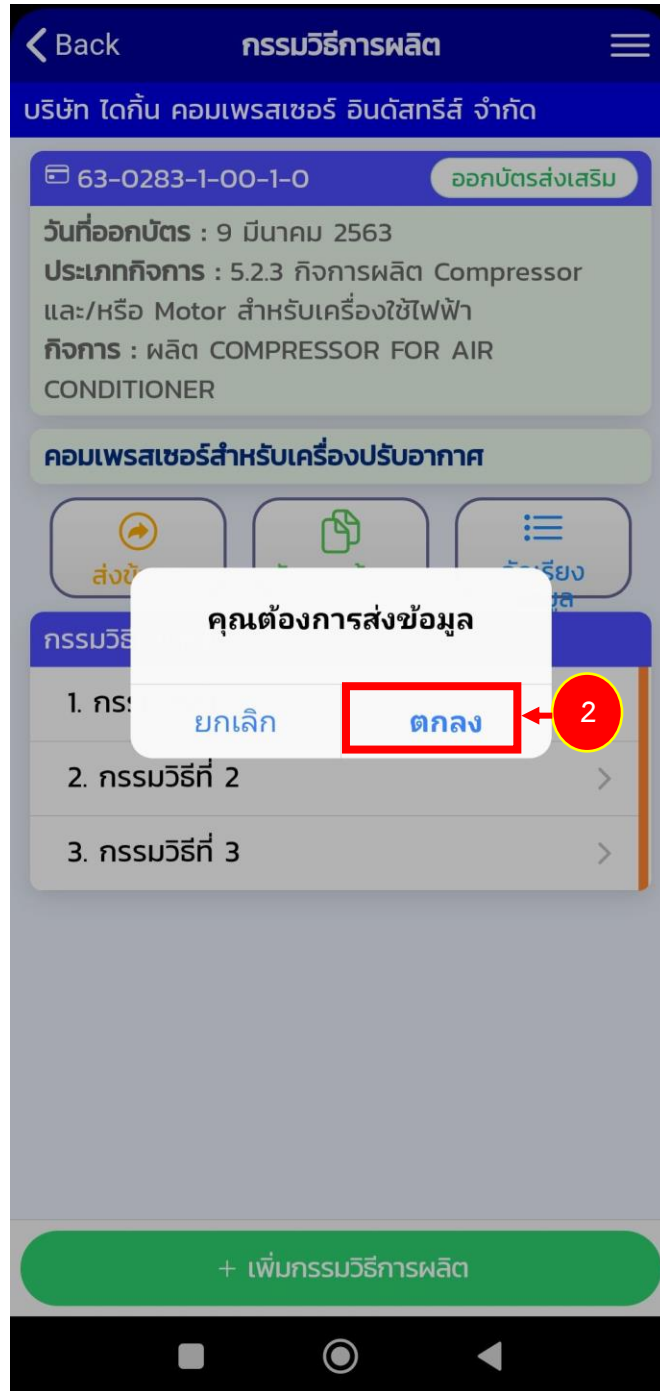 Back กรรมวิธีการผลิต
บริษัท ไดกิ้น คอมเพรสเซอร์ อินดัสทรีส์ จำกัด
63-0283-1-00-1-0 ออกบัตรส่งเสริม
วันที่ออกบัตร : 9 มีนาคม 2563
ประเภทกิจการ : 5.2.3 กิจการผลิต Compressor
และ/หรือ Motor สำหรับเครื่องใช้ไฟฟ้า
กิจการ : ผลิต COMPRESSOR FOR AIR
CONDITIONER
คอมเพรสเซอร์สำหรับเครื่องปรับอากาศ
คุณต้องการส่งข้อมูล
ยกเลิก ตกลง 2
1.
2. กรรมวิธีที่ 2
3. กรรมวิธีที่ 3
+ เพิ่มกรรมวิธีการผลิต